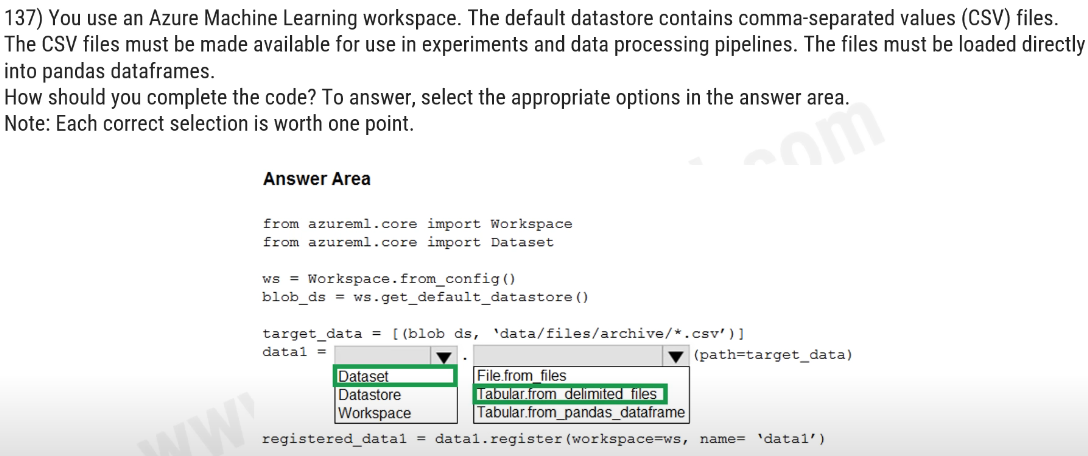 137) You use an Azure Machine Learning workspace. The default datastore contains comma-separated values (CSV) files.
The CSV files must be made available for use in experiments and data processing pipelines. The files must be loaded directly
into pandas dataframes.
How should you complete the code? To answer, select the appropriate options in the answer area.
Note: Each correct selection is worth one point.
.com
Answer Area
from azureml.core import Workspace
from azureml.core import Dataset
ws = Workspace.from_config()
blob_ds = ws.get_default_datastore()
target_data = [(blob ds, ‘data/files/archive/*.csv’)]
data1 = . (path=target_data)
Dataset File.from_files
Datastore Tabular.from_delimited_files
Workspace Tabular.from_pandas_dataframe
registered_data1 = data1.register(workspace=ws, name= ‘data1’)